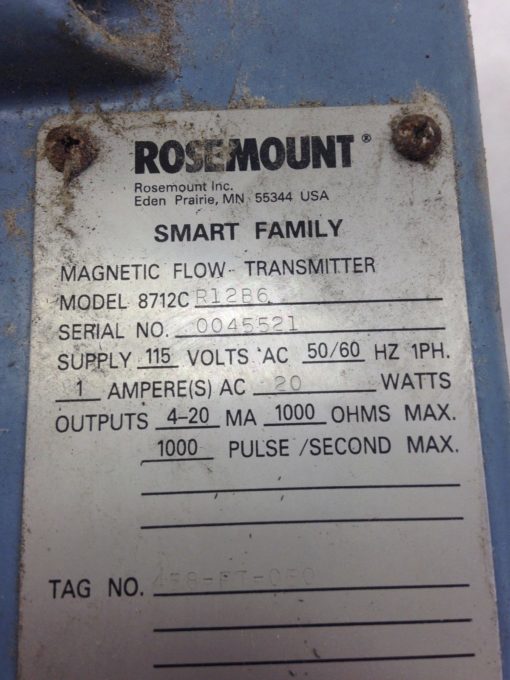 ROSEMOUNT®
Rosemount Inc.
Eden Prairie, MN 55344 USA
SMART FAMILY
MAGNETIC FLOW TRANSMITTER
MODEL 8712C R12B6
SERIAL NO. 0045521
SUPPLY 115 VOLTS AC 50/60 HZ 1PH.
1 AMPERE(S) AC 20 WATTS
OUTPUTS 4-20 MA 1000 OHMS MAX.
1000 PULSE/SECOND MAX.
TAG NO.